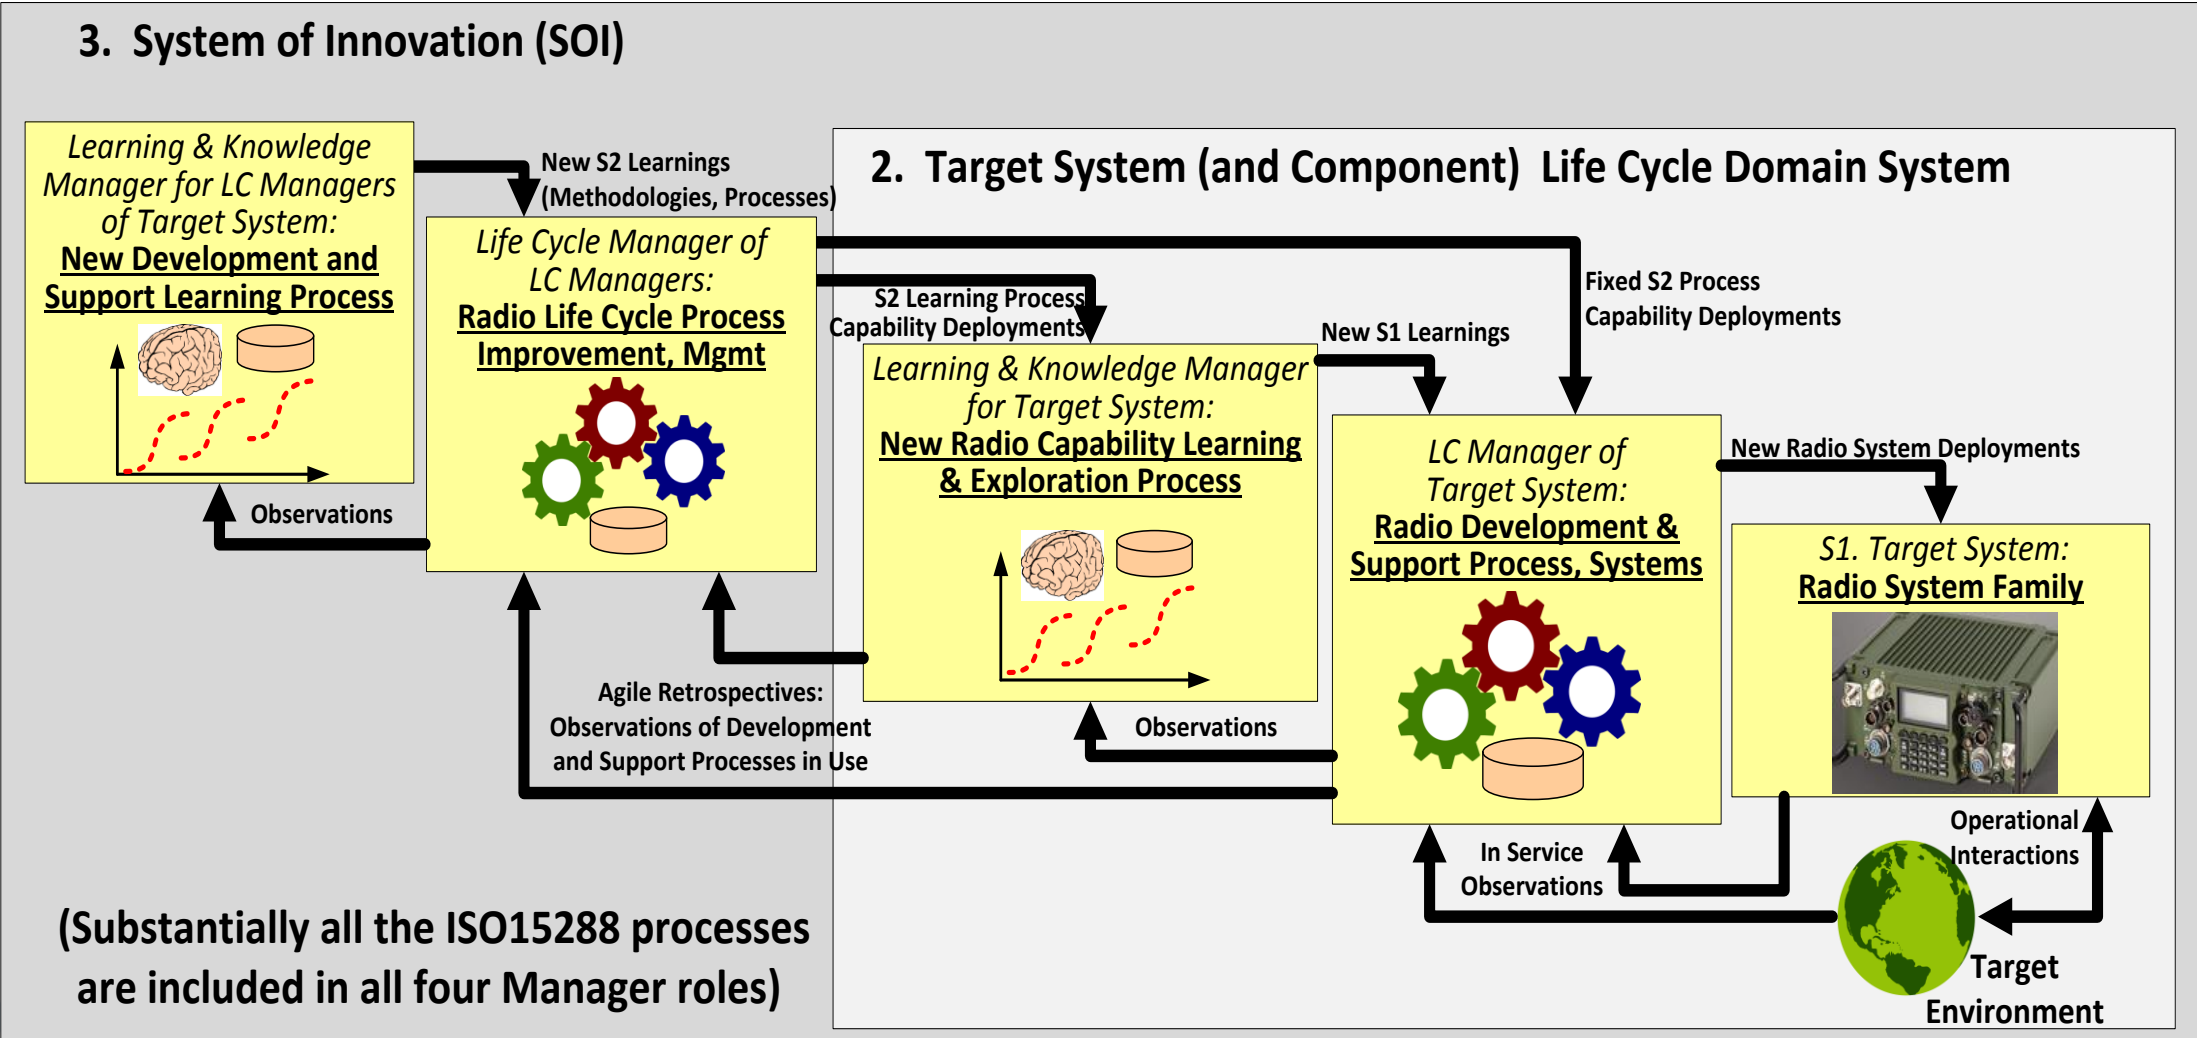 3. System of Innovation (SOI)
2. Target System (and Component) Life Cycle Domain System
Learning & Knowledge
Manager for LC Managers
of Target System:
New Development and
Support Learning Process
New S2 Learnings
(Methodologies, Processes)
Life Cycle Manager of
LC Managers:
Radio Life Cycle Process
Improvement, Mgmt
Observations
S2 Learning Process
Capability Deployments
Fixed S2 Process
Capability Deployments
New S1 Learnings
Learning & Knowledge Manager
for Target System:
New Radio Capability Learning
& Exploration Process
LC Manager of
Target System:
Radio Development &
Support Process, Systems
New Radio System Deployments
S1. Target System:
Radio System Family
Agile Retrospectives:
Observations of Development
and Support Processes in Use
Observations
In Service
Observations
Operational
Interactions
Target
Environment
(Substantially all the ISO15288 processes
are included in all four Manager roles)